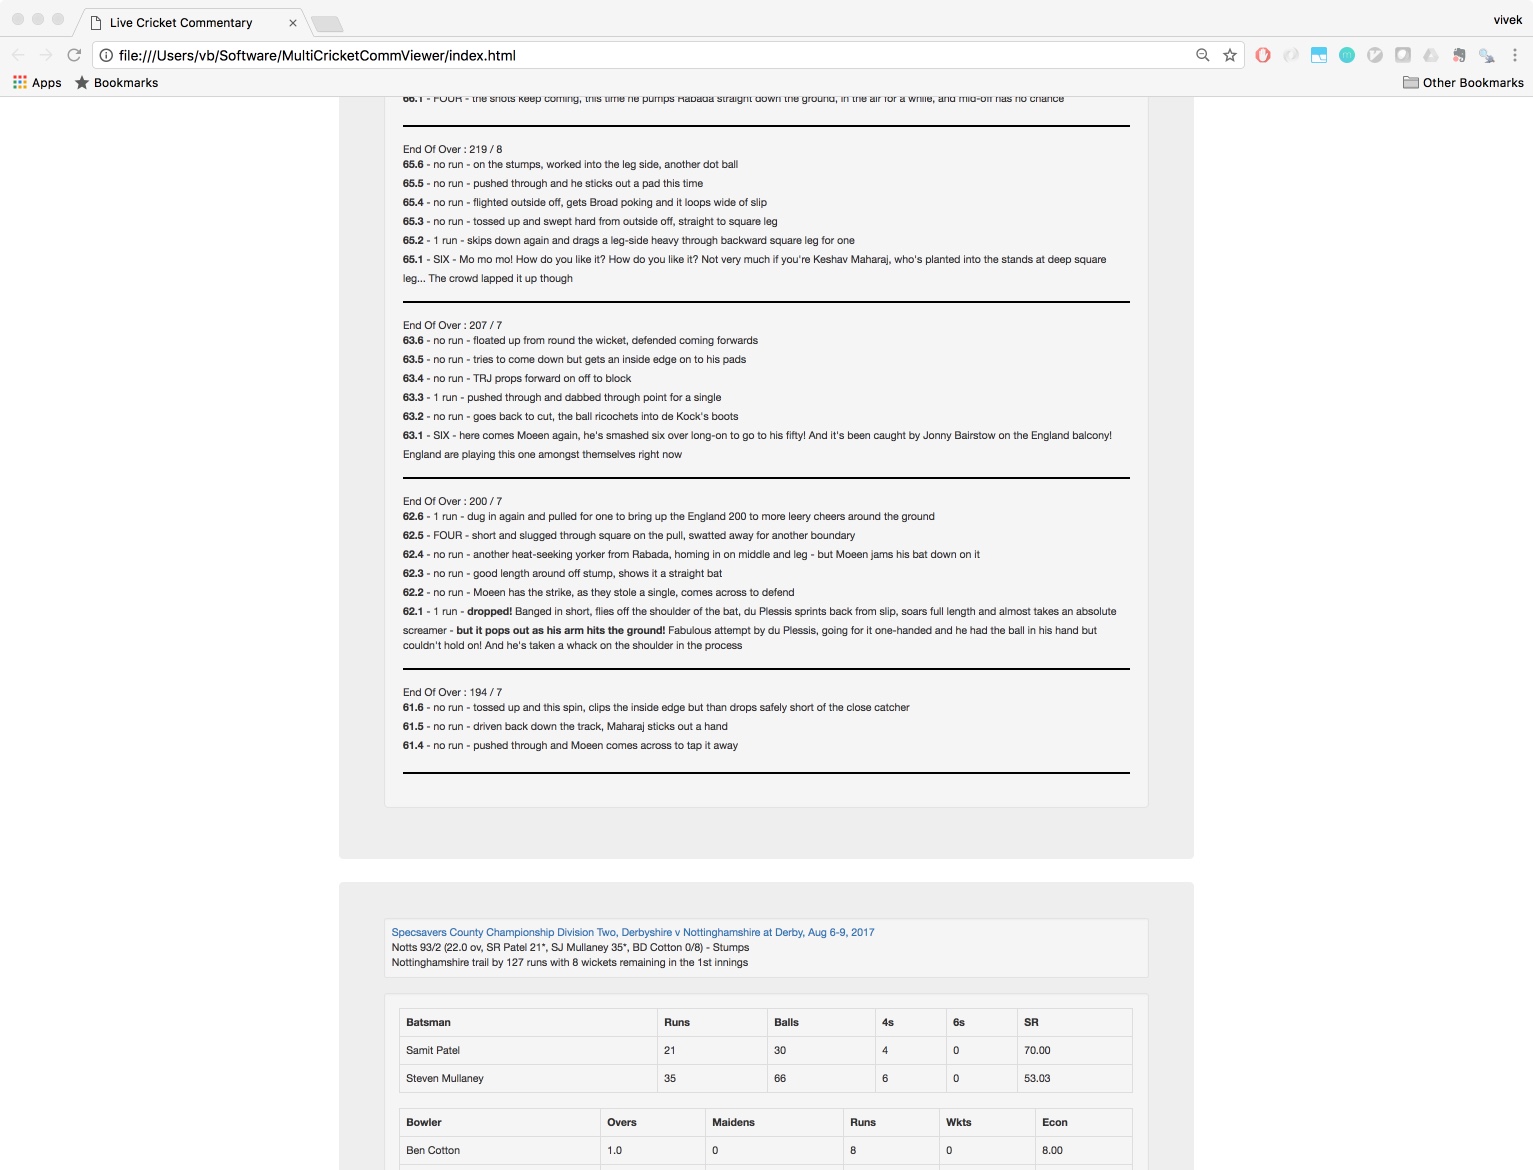 Live Cricket Commentary
vivek
file:///Users/vb/Software/MultiCricketCommViewer/index.html
Apps Bookmarks Other Bookmarks
66.1 - FOUR - the shots keep coming, this time he pumps Rabada straight down the ground, in the air for a while, and mid-off has no chance
End Of Over : 219 / 8
65.6 - no run - on the stumps, worked into the leg side, another dot ball
65.5 - no run - pushed through and he sticks out a pad this time
65.4 - no run - flighted outside off, gets Broad poking and it loops wide of slip
65.3 - no run - tossed up and swept hard from outside off, straight to square leg
65.2 - 1 run - skips down again and drags a leg-side heavy through backward square leg for one
65.1 - SIX - Mo mo mo! How do you like it? How do you like it? Not very much if you're Keshav Maharaj, who's planted into the stands at deep square
leg... The crowd lapped it up though
End Of Over : 207 / 7
63.6 - no run - floated up from round the wicket, defended coming forwards
63.5 - no run - tries to come down but gets an inside edge on to his pads
63.4 - no run - TRJ props forward on off to block
63.3 - 1 run - pushed through and dabbed through point for a single
63.2 - no run - goes back to cut, the ball ricochets into de Kock's boots
63.1 - SIX - here comes Moeen again, he's smashed six over long-on to go to his fifty! And it's been caught by Jonny Bairstow on the England balcony!
England are playing this one amongst themselves right now
End Of Over : 200 / 7
62.6 - 1 run - dug in again and pulled for one to bring up the England 200 to more leery cheers around the ground
62.5 - FOUR - short and slugged through square on the pull, swatted away for another boundary
62.4 - no run - another heat-seeking yorker from Rabada, homing in on middle and leg - but Moeen jams his bat down on it
62.3 - no run - good length around off stump, shows it a straight bat
62.2 - no run - Moeen has the strike, as they stole a single, comes across to defend
62.1 - 1 run - dropped! Banged in short, flies off the shoulder of the bat, du Plessis sprints back from slip, soars full length and almost takes an absolute
screamer - but it pops out as his arm hits the ground! Fabulous attempt by du Plessis, going for it one-handed and he had the ball in his hand but
couldn't hold on! And he's taken a whack on the shoulder in the process
End Of Over : 194 / 7
61.6 - no run - tossed up and this spin, clips the inside edge but than drops safely short of the close catcher
61.5 - no run - driven back down the track, Maharaj sticks out a hand
61.4 - no run - pushed through and Moeen comes across to tap it away
Specsavers County Championship Division Two, Derbyshire v Nottinghamshire at Derby, Aug 6-9, 2017
Notts 93/2 (22.0 ov, SR Patel 21*, SJ Mullaney 35*, BD Cotton 0/8) - Stumps
Nottinghamshire trail by 127 runs with 8 wickets remaining in the 1st innings
Batsman Runs Balls 4s 6s SR
Samit Patel 21 30 4 0 70.00
Steven Mullaney 35 66 6 0 53.03
Bowler Overs Maidens Runs Wkts Econ
Ben Cotton 1.0 0 8 0 8.00